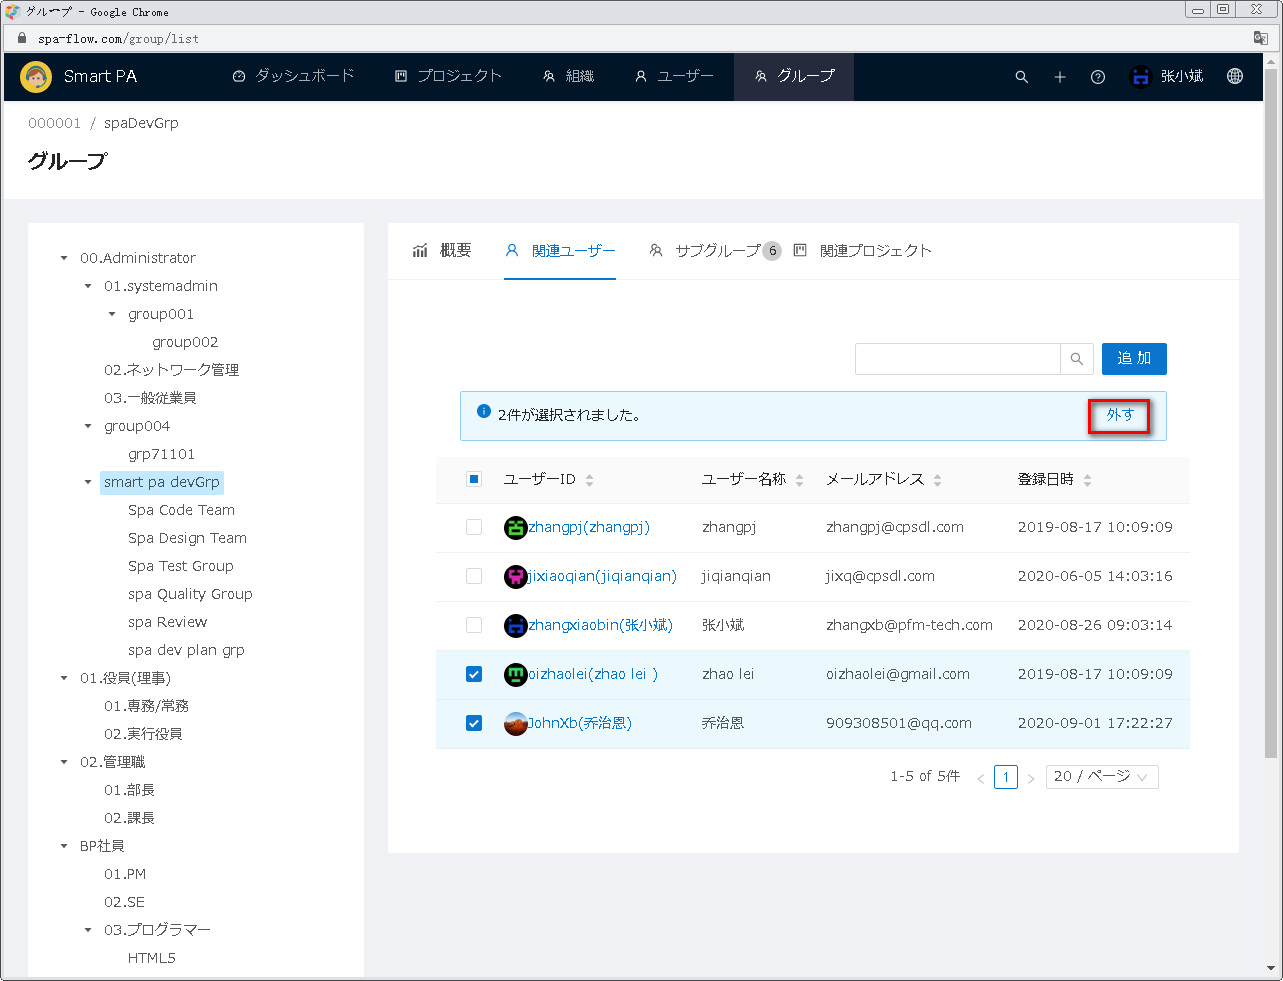 グループ - Google Chrome
spa-flow.com/group/list
Smart PA ダッシュボード プロジェクト 組織 ユーザー グループ 张小斌
000001 / spaDevGrp
グループ
00.Administrator
01.systemadmin
group001
group002
02.ネットワーク管理
03.一般従業員
group004
grp71101
smart pa devGrp
Spa Code Team
Spa Design Team
Spa Test Group
spa Quality Group
spa Review
spa dev plan grp
01.役員(理事)
01.専務/常務
02.実行役員
02.管理職
01.部長
02.課長
BP社員
01.PM
02.SE
03.プログラマー
HTML5
概要 関連ユーザー サブグループ 6 関連プロジェクト
追 加
2件が選択されました。 外す
ユーザーID ユーザー名称 メールアドレス 登録日時
zhangpj(zhangpj) zhangpj zhangpj@cpsdl.com 2019-08-17 10:09:09
jixiaoqian(jiqianqian) jiqianqian jixq@cpsdl.com 2020-06-05 14:03:16
zhangxiaobin(张小斌) 张小斌 zhangxb@pfm-tech.com 2020-08-26 09:03:14
oizhaolei(zhao lei ) zhao lei oizhaolei@gmail.com 2019-08-17 10:09:09
JohnXb(乔治恩) 乔治恩 909308501@qq.com 2020-09-01 17:22:27
1-5 of 5件 < 1 > 20 / ページ